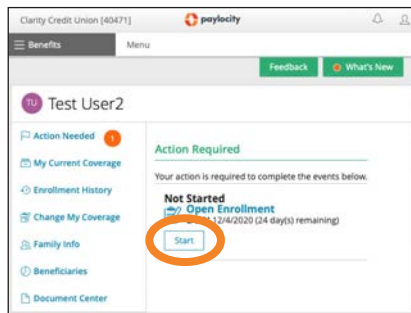 Clarity Credit Union [40471]
paylocity
Benefits
Menu
Feedback
What's New
TU
Test User2
Action Needed
1
My Current Coverage
Enrollment History
Change My Coverage
Family Info
Beneficiaries
Document Center
Action Required
Your action is required to complete the events below.
Not Started
Open Enrollment
12/4/2020 (24 day(s) remaining)
Start